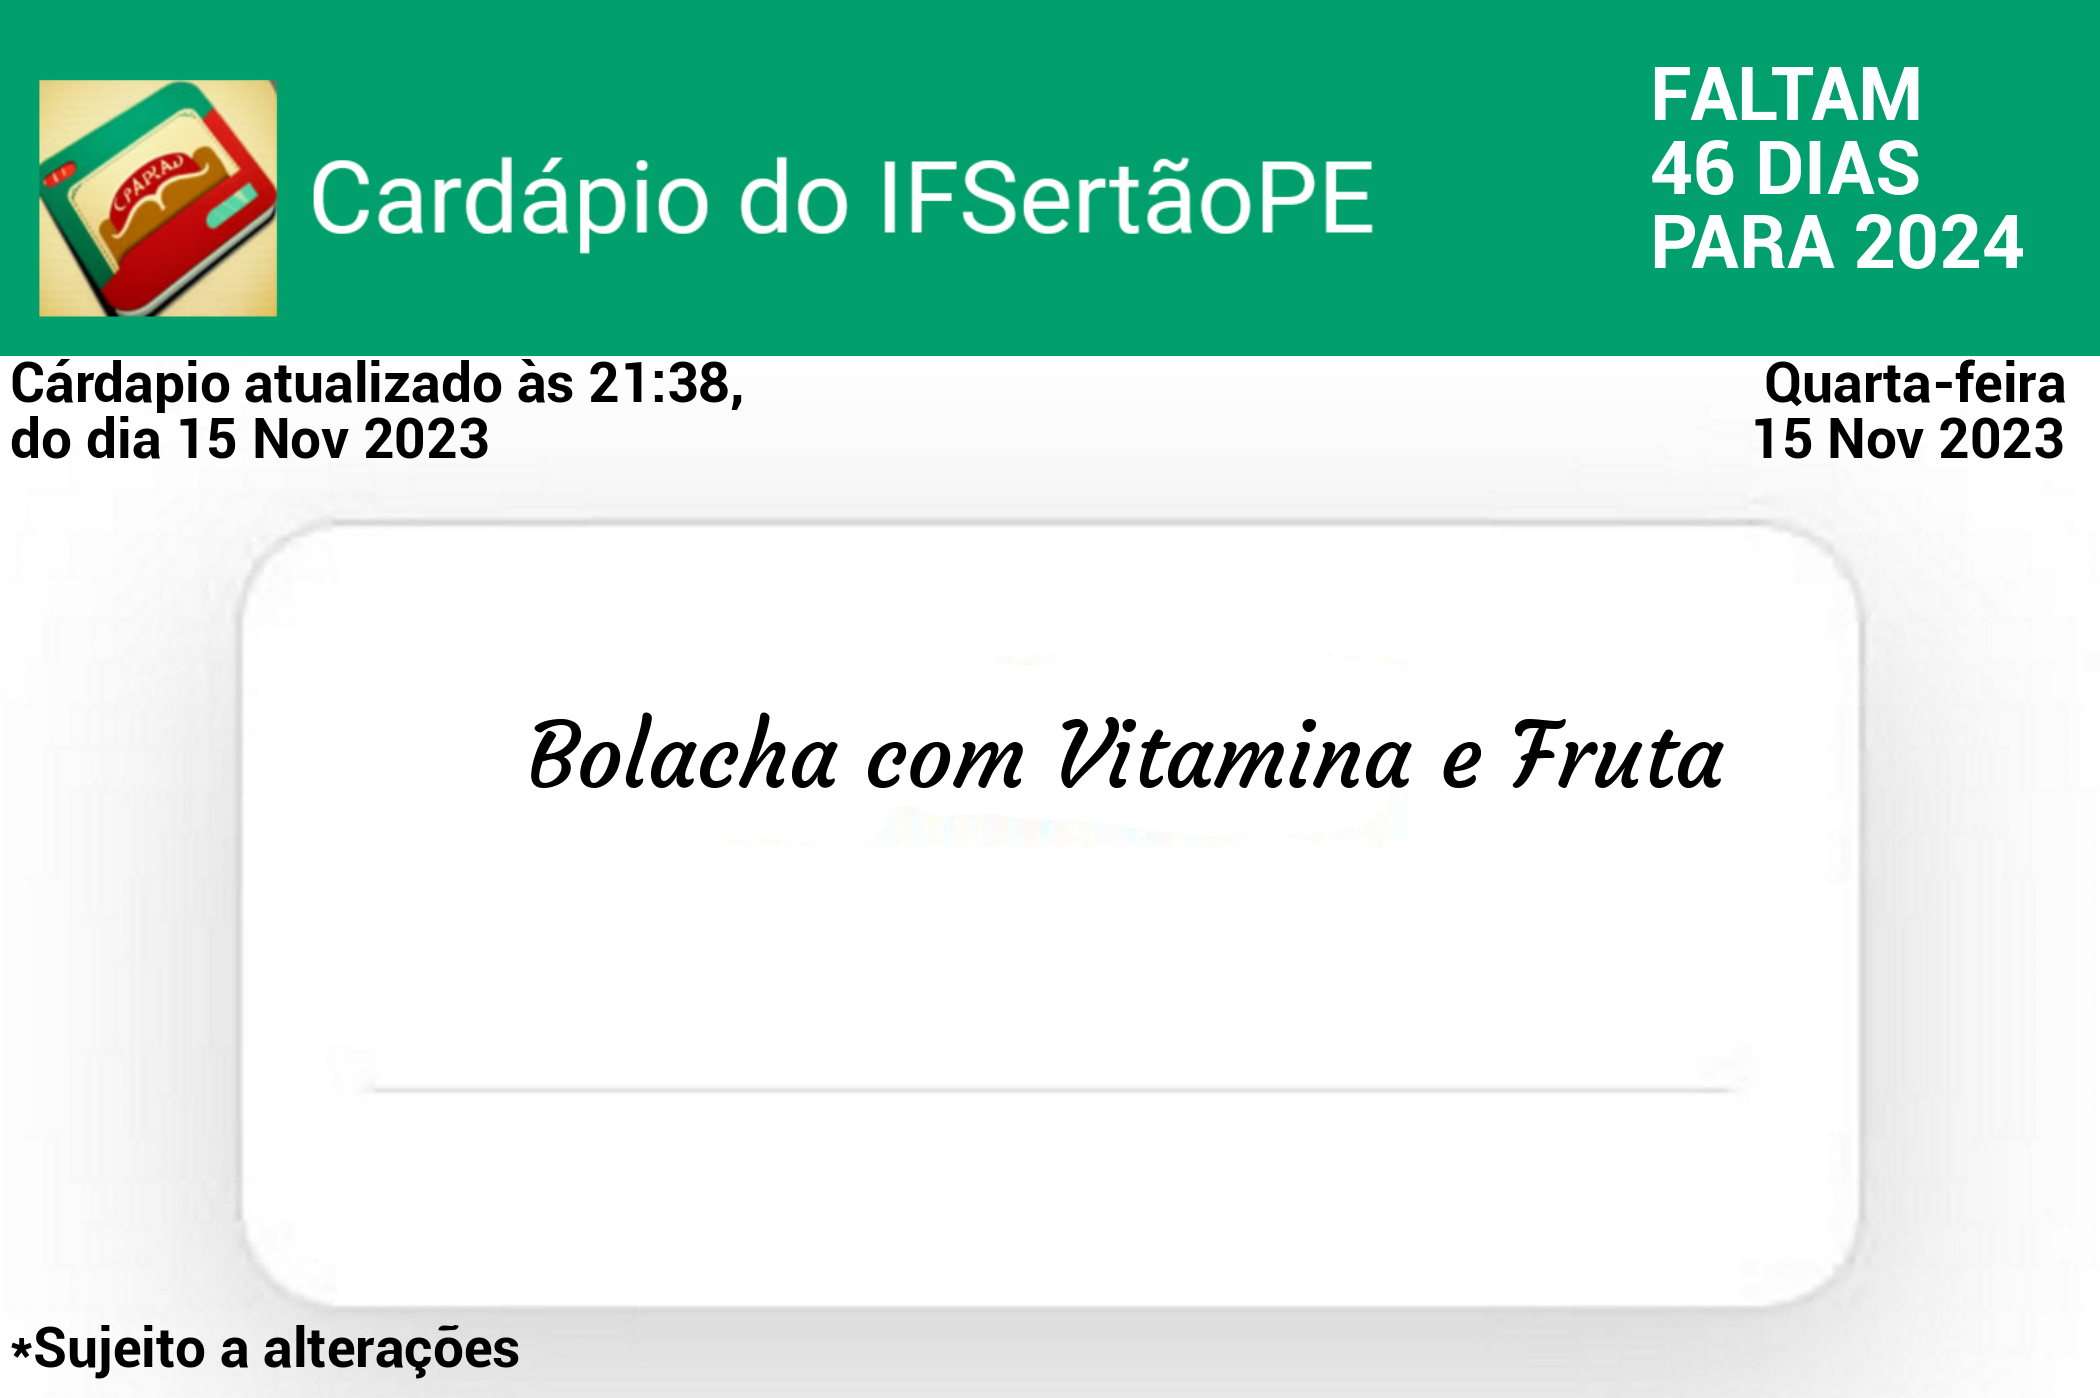 Cardápio do IFSertãoPE
FALTAM
46 DIAS
PARA 2024
Cárdapio atualizado às 21:38,
do dia 15 Nov 2023
Quarta-feira
15 Nov 2023
Bolacha com Vitamina e Fruta
*Sujeito a alterações